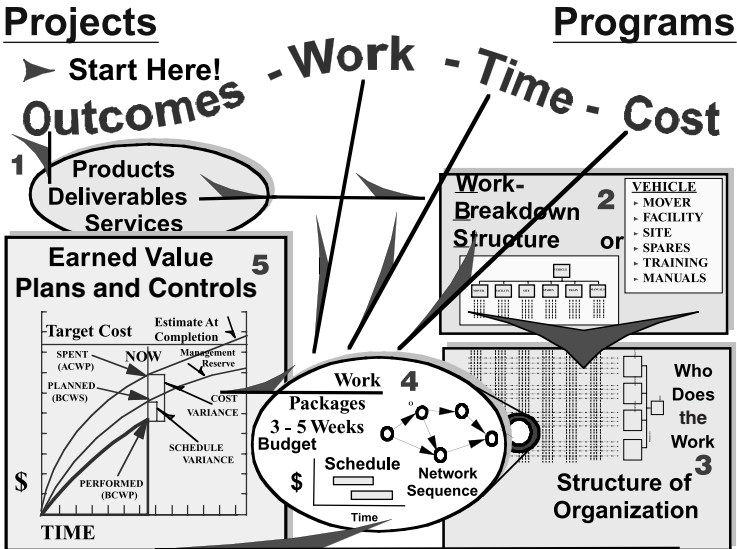 Projects
Programs
Start Here!
Outcomes - Work - Time - Cost
1
Products
Deliverables
Services
Work-
Breakdown
Structure or
2
VEHICLE
MOVER
FACILITY
SITE
SPARES
TRAINING
MANUALS
VEHICLE
Earned Value
Plans and Controls
5
Target Cost
Estimate At
Completion
SPENT
(ACWP)
NOW
Management
Reserve
PLANNED
(BCWS)
COST
VARIANCE
SCHEDULE
VARIANCE
PERFORMED
(BCWP)
$
TIME
Work
Packages
3 - 5 Weeks
4
Budget
Schedule
$
Time
Network
Sequence
Who
Does
the
Work
3
Structure of
Organization